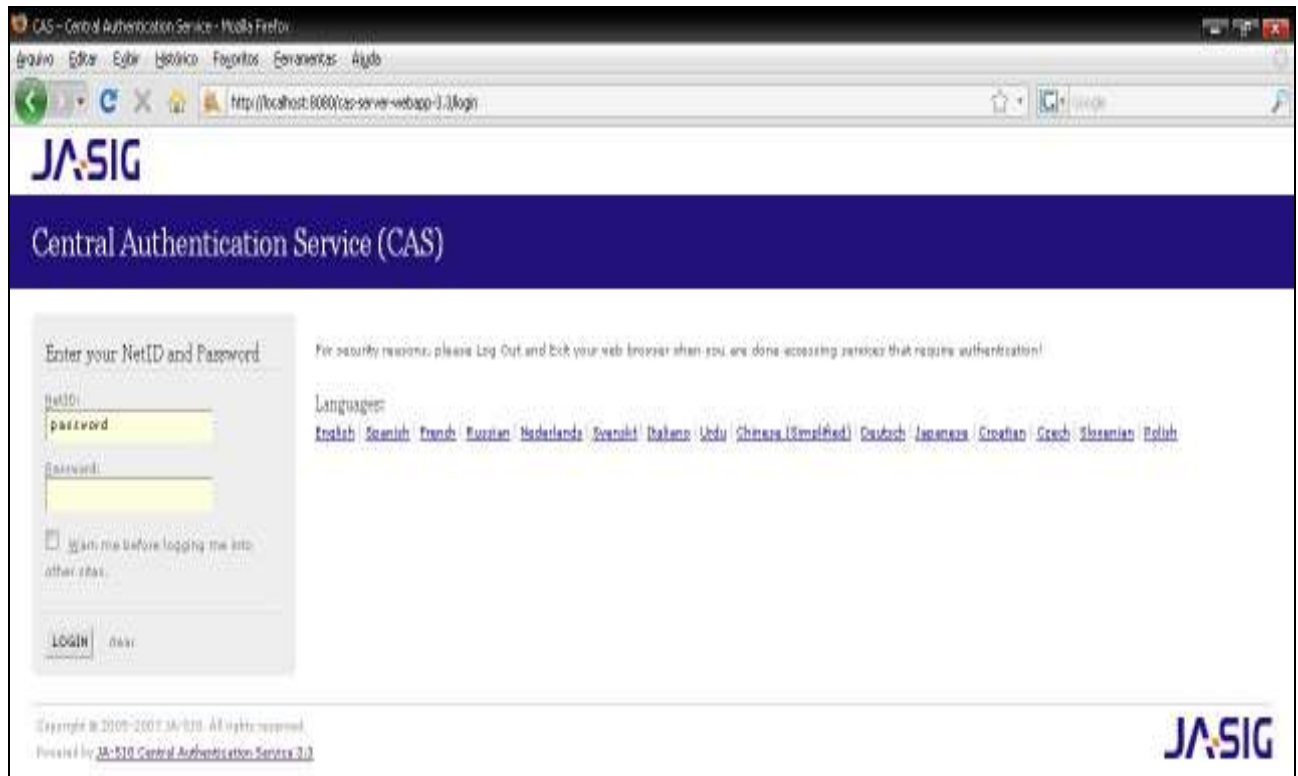 CAS – Central Authentication Service - Mozilla Firefox
Arquivo Editar Exibir Histórico Favoritos Ferramentas Ajuda
http://localhost:8080/cas-server-webapp-3.3/login
Google
JA-SIG
Central Authentication Service (CAS)
Enter your NetID and Password
NetID:
password
Password:
Warn me before logging me into
other sites.
LOGIN clear
For security reasons, please Log Out and Exit your web browser when you are done accessing services that require authentication!
Languages:
English Spanish French Russian Nederlands Svenskt Italiano Urdu Chinese (Simplified) Deutsch Japanese Croatian Czech Slovenian Polish
Copyright © 2005-2007 JA-SIG. All rights reserved.
Powered by JA-SIG Central Authentication Service 3.3
JA-SIG